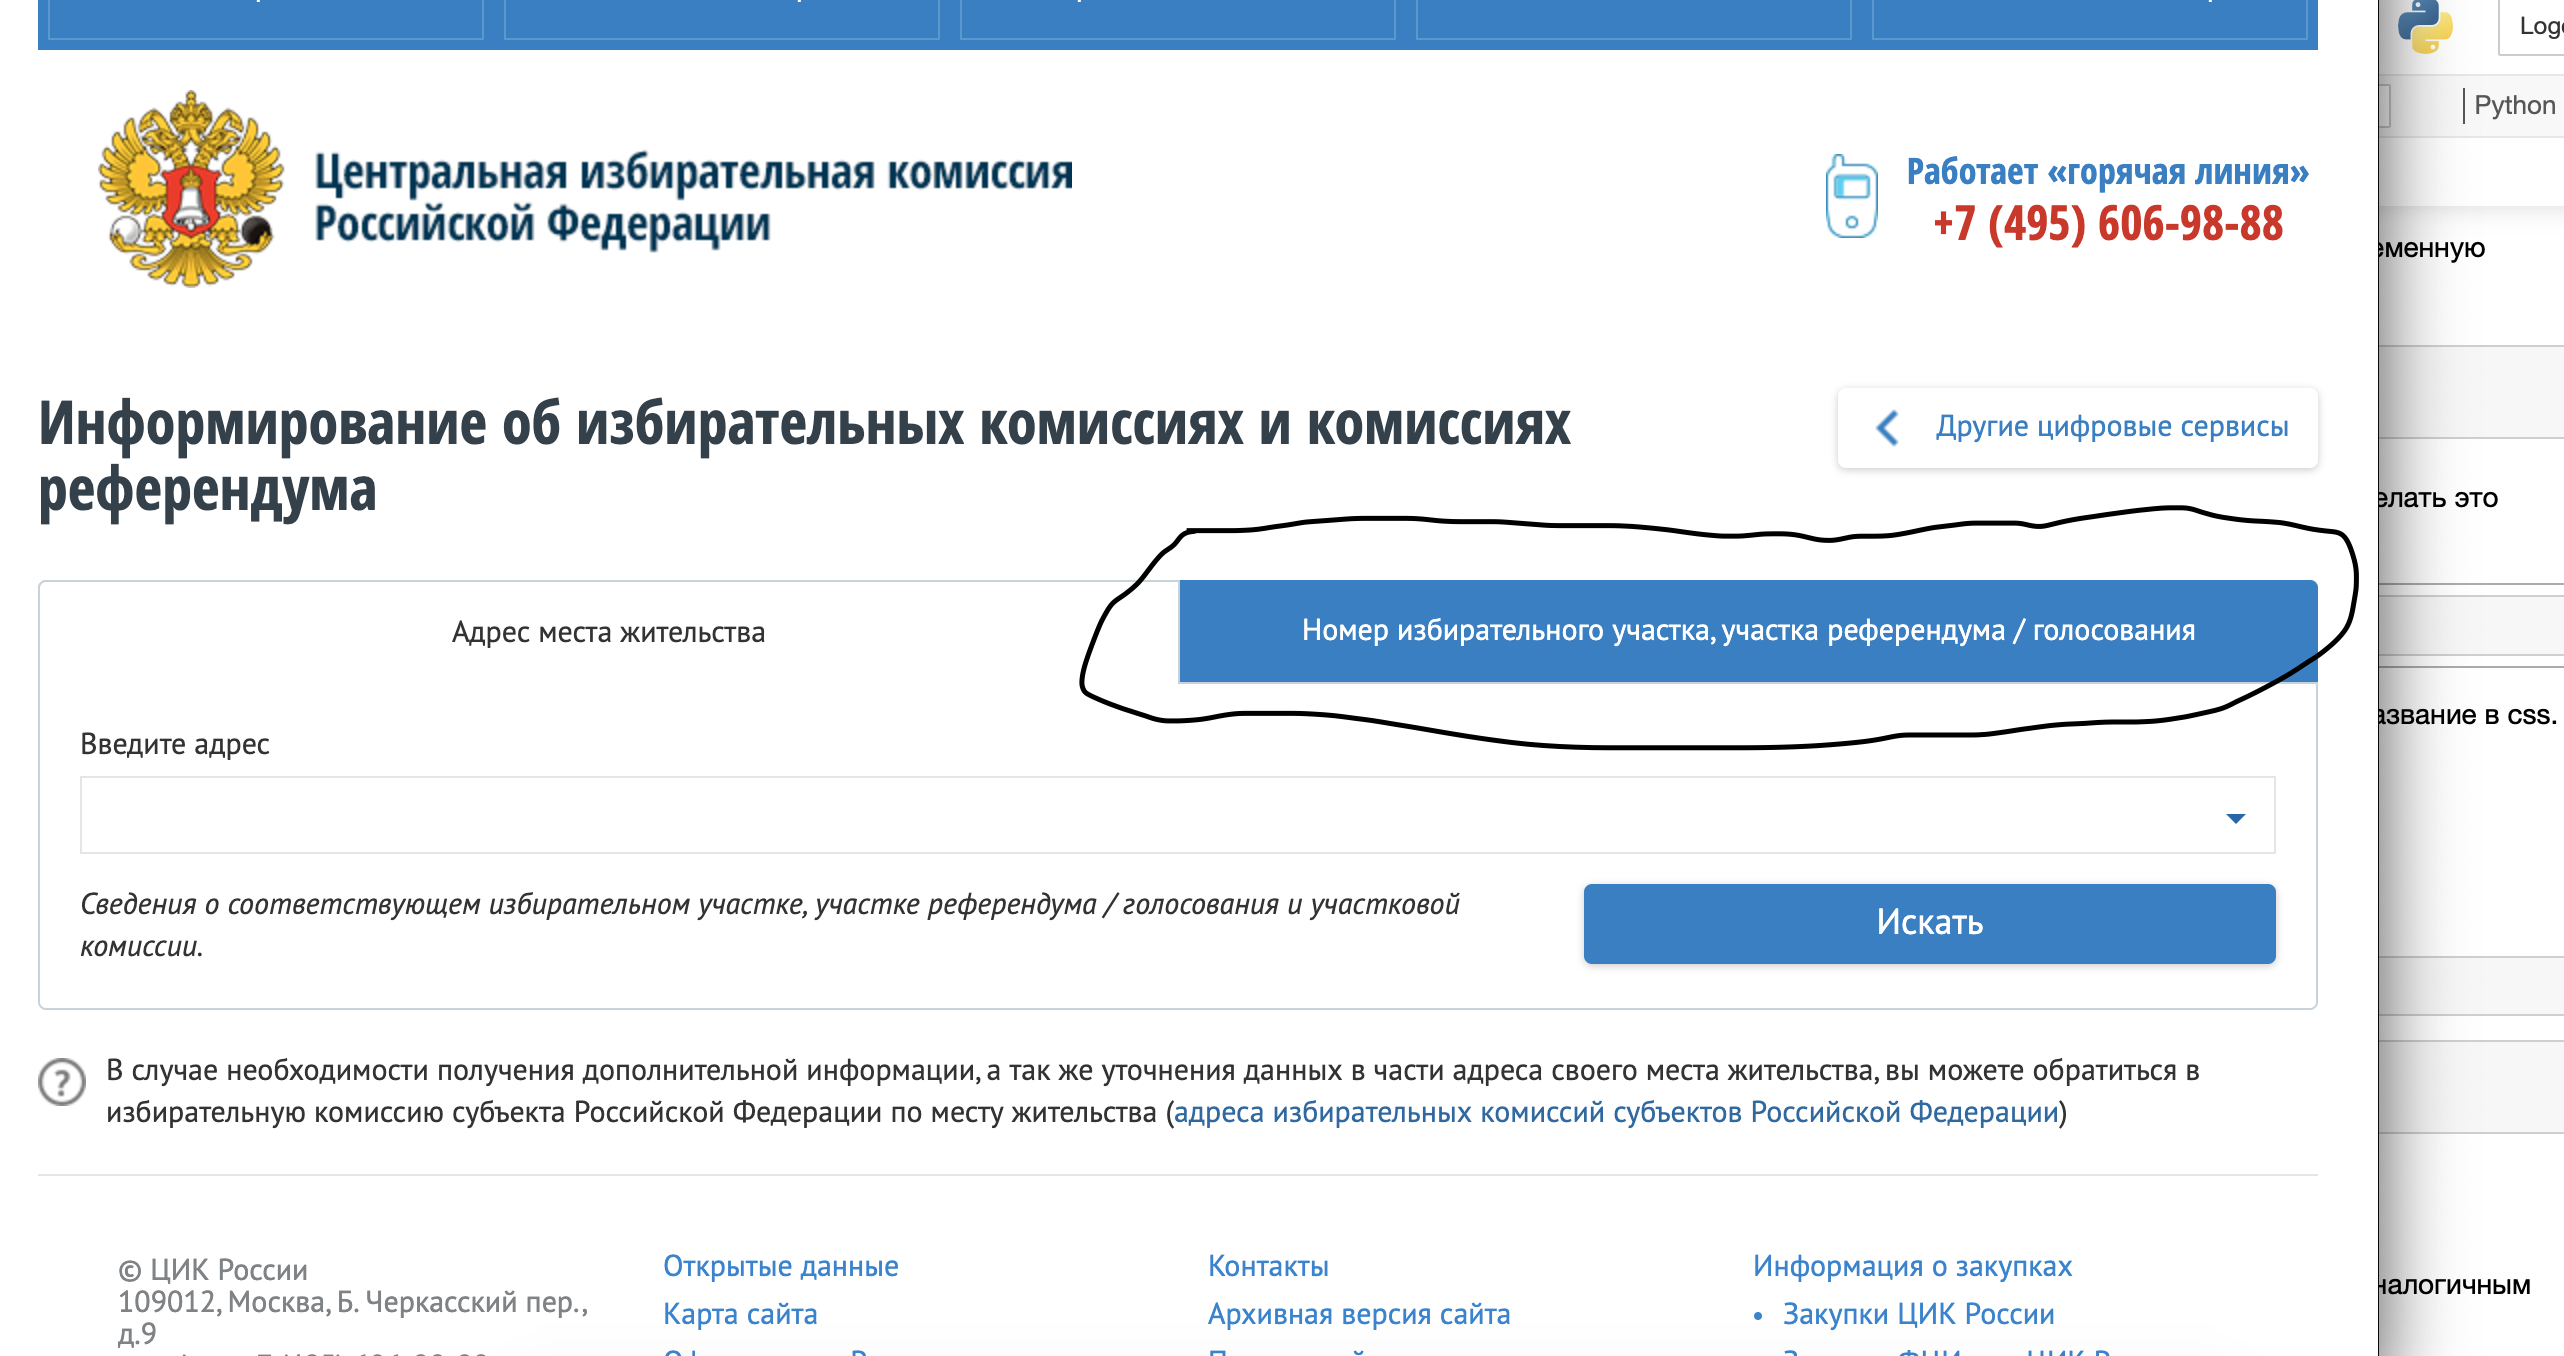 Центральная избирательная комиссия
Российской Федерации
Работает «горячая линия»
+7 (495) 606-98-88
Информирование об избирательных комиссиях и комиссиях
референдума
Другие цифровые сервисы
Адрес места жительства
Номер избирательного участка, участка референдума / голосования
Введите адрес
Сведения о соответствующем избирательном участке, участке референдума / голосования и участковой
комиссии.
Искать
В случае необходимости получения дополнительной информации, а так же уточнения данных в части адреса своего места жительства, вы можете обратиться в
избирательную комиссию субъекта Российской Федерации по месту жительства (адреса избирательных комиссий субъектов Российской Федерации)
© ЦИК России
109012, Москва, Б. Черкасский пер.,
д.9
Открытые данные
Карта сайта
Контакты
Архивная версия сайта
Информация о закупках
• Закупки ЦИК России
Python
еменную
елать это
азвание в css.
налогичным